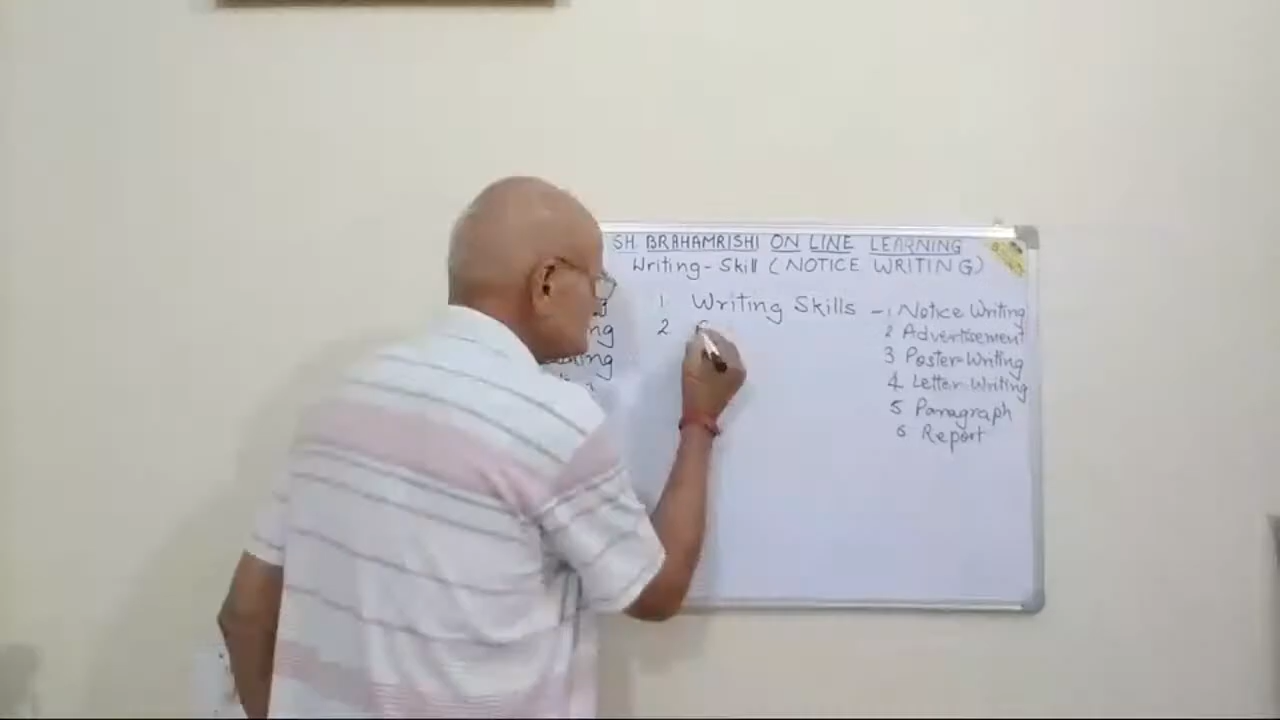 SH BRAHAMRISHI ON LINE LEARNING
Writing-Skill (NOTICE WRITING)
1. Writing Skills - 1 Notice Writing
2
2 Advertisement
3 Poster-Writing
4 Letter-Writing
5 Paragraph
6 Report